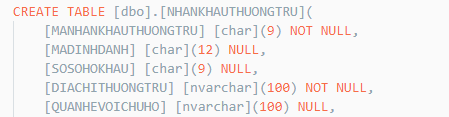 CREATE TABLE [dbo].[NHANKHAUTHUONGTRU](
[MANHANKHAUTHUONGTRU] [char](9) NOT NULL,
[MADINHDANH] [char](12) NULL,
[SOSOHOKHAU] [char](9) NULL,
[DIACHITHUONGTRU] [nvarchar](100) NOT NULL,
[QUANHEVOICHUHO] [nvarchar](100) NULL,